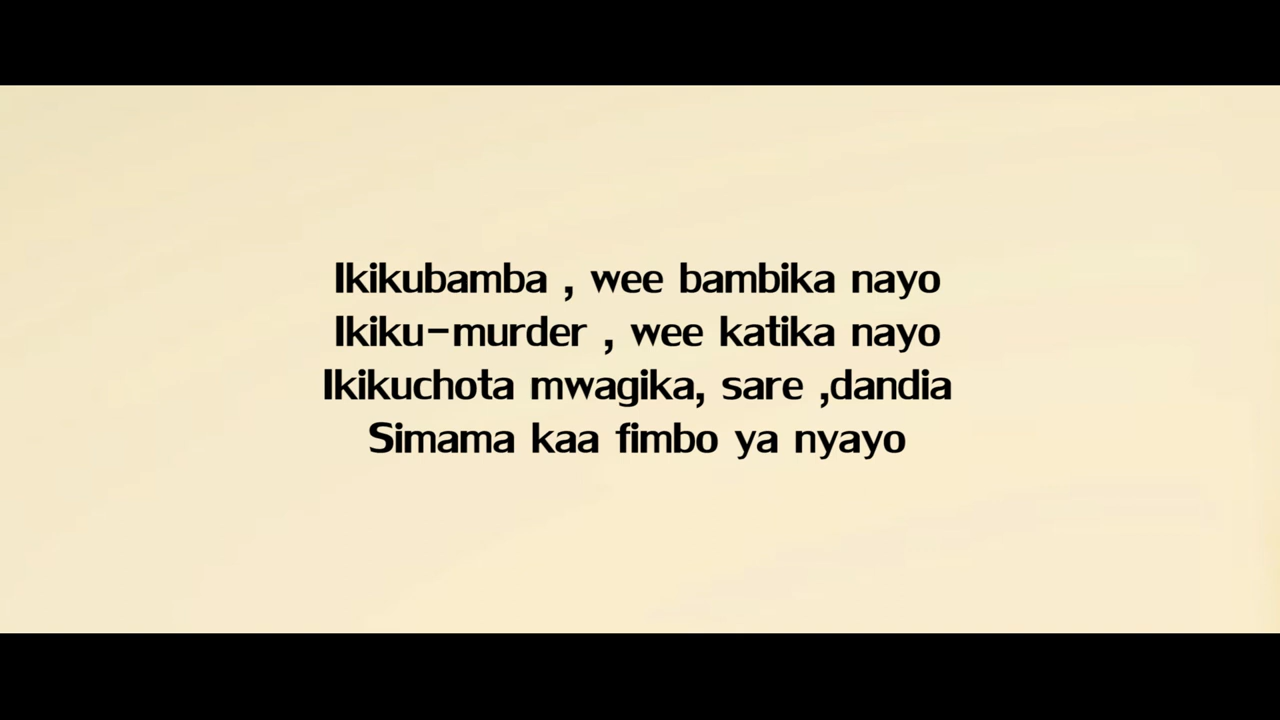 Ikikubamba , wee bambika nayo
Ikiku-murder , wee katika nayo
Ikikuchota mwagika, sare ,dandia
Simama kaa fimbo ya nyayo